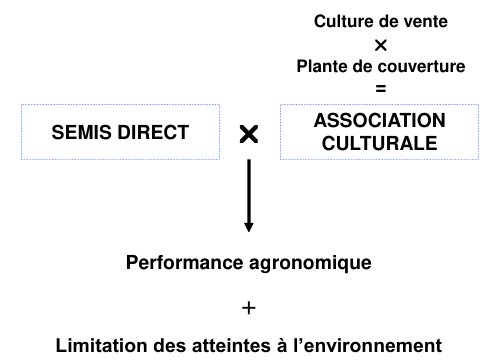 Culture de vente
×
Plante de couverture
=
SEMIS DIRECT × ASSOCIATION
CULTURALE
Performance agronomique
+
Limitation des atteintes à l’environnement